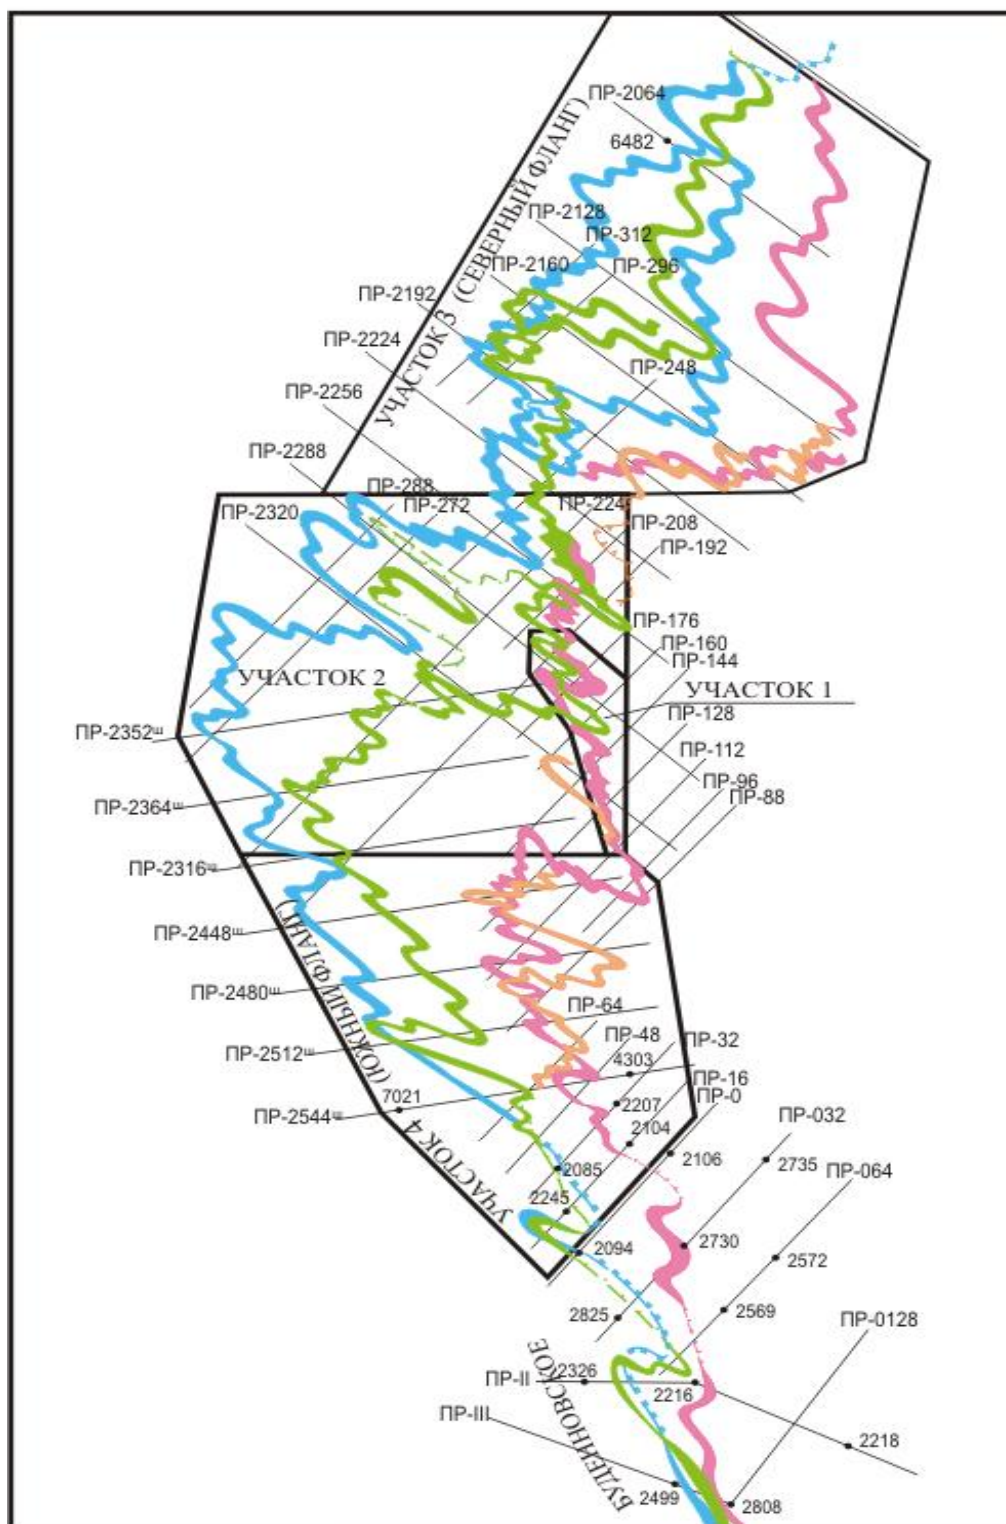 ПР-2064
6482
УЧАСТОК 3 (СЕВЕРНЫЙ ФЛАНГ)
ПР-2128
ПР-312
ПР-2160
ПР-296
ПР-2192
ПР-2224
ПР-248
ПР-2256
ПР-2288
ПР-288
ПР-272
ПР-224
ПР-2320
ПР-208
ПР-192
ПР-176
ПР-160
ПР-144
УЧАСТОК 2
УЧАСТОК 1
ПР-128
ПР-2352ш
ПР-112
ПР-96
ПР-88
ПР-2364ш
ПР-2316ш
ПР-2448ш
ПР-2480ш
ПР-64
ПР-48
ПР-32
ПР-2512ш
4303
ПР-16
ПР-0
7021
2207
ПР-2544ш
2104
ПР-032
УЧАСТОК 4 (ЮЖНЫЙ ФЛАНГ)
2106
2735
2085
ПР-064
2245
2094
2730
2572
2825
2569
ПР-0128
ПР-II
2326
2216
ПР-III
БУДЕННОВСКОЕ
2218
2499
2808